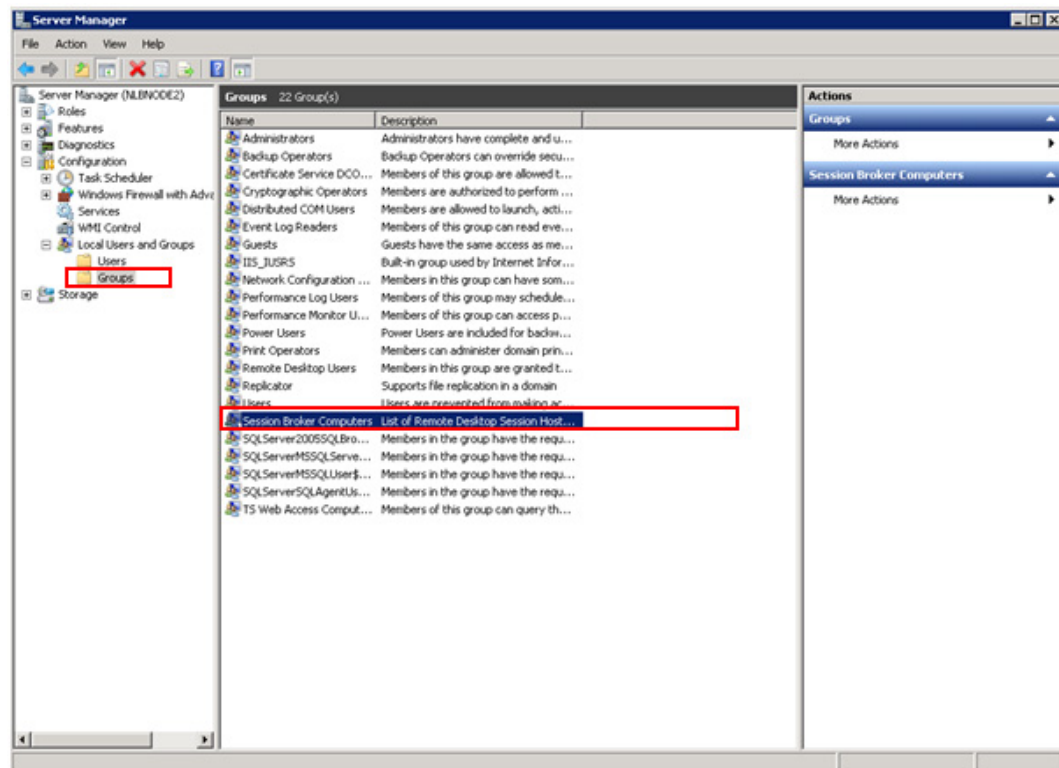 Server Manager
File Action View Help
Server Manager (NLBNODE2)
Roles
Features
Diagnostics
Configuration
Task Scheduler
Windows Firewall with Adva
Services
WMI Control
Local Users and Groups
Users
Groups
Storage
Groups 22 Group(s)
Name Description
Administrators Administrators have complete and u...
Backup Operators Backup Operators can override secu...
Certificate Service DCO... Members of this group are allowed t...
Cryptographic Operators Members are authorized to perform ...
Distributed COM Users Members are allowed to launch, acti...
Event Log Readers Members of this group can read eve...
Guests Guests have the same access as me...
IIS_IUSRS Built-in group used by Internet Infor...
Network Configuration ... Members in this group can have som...
Performance Log Users Members of this group may schedule...
Performance Monitor U... Members of this group can access p...
Power Users Power Users are included for backw...
Print Operators Members can administer domain prin...
Remote Desktop Users Members in this group are granted t...
Replicator Supports file replication in a domain
Users Users are prevented from making ac...
Session Broker Computers List of Remote Desktop Session Host...
SQLServer2005SQLBro... Members in the group have the requ...
SQLServerMSSQLServe... Members in the group have the requ...
SQLServerMSSQLUser$... Members in the group have the requ...
SQLServerSQLAgentUs... Members in the group have the requ...
TS Web Access Comput... Members of this group can query th...
Actions
Groups
More Actions
Session Broker Computers
More Actions